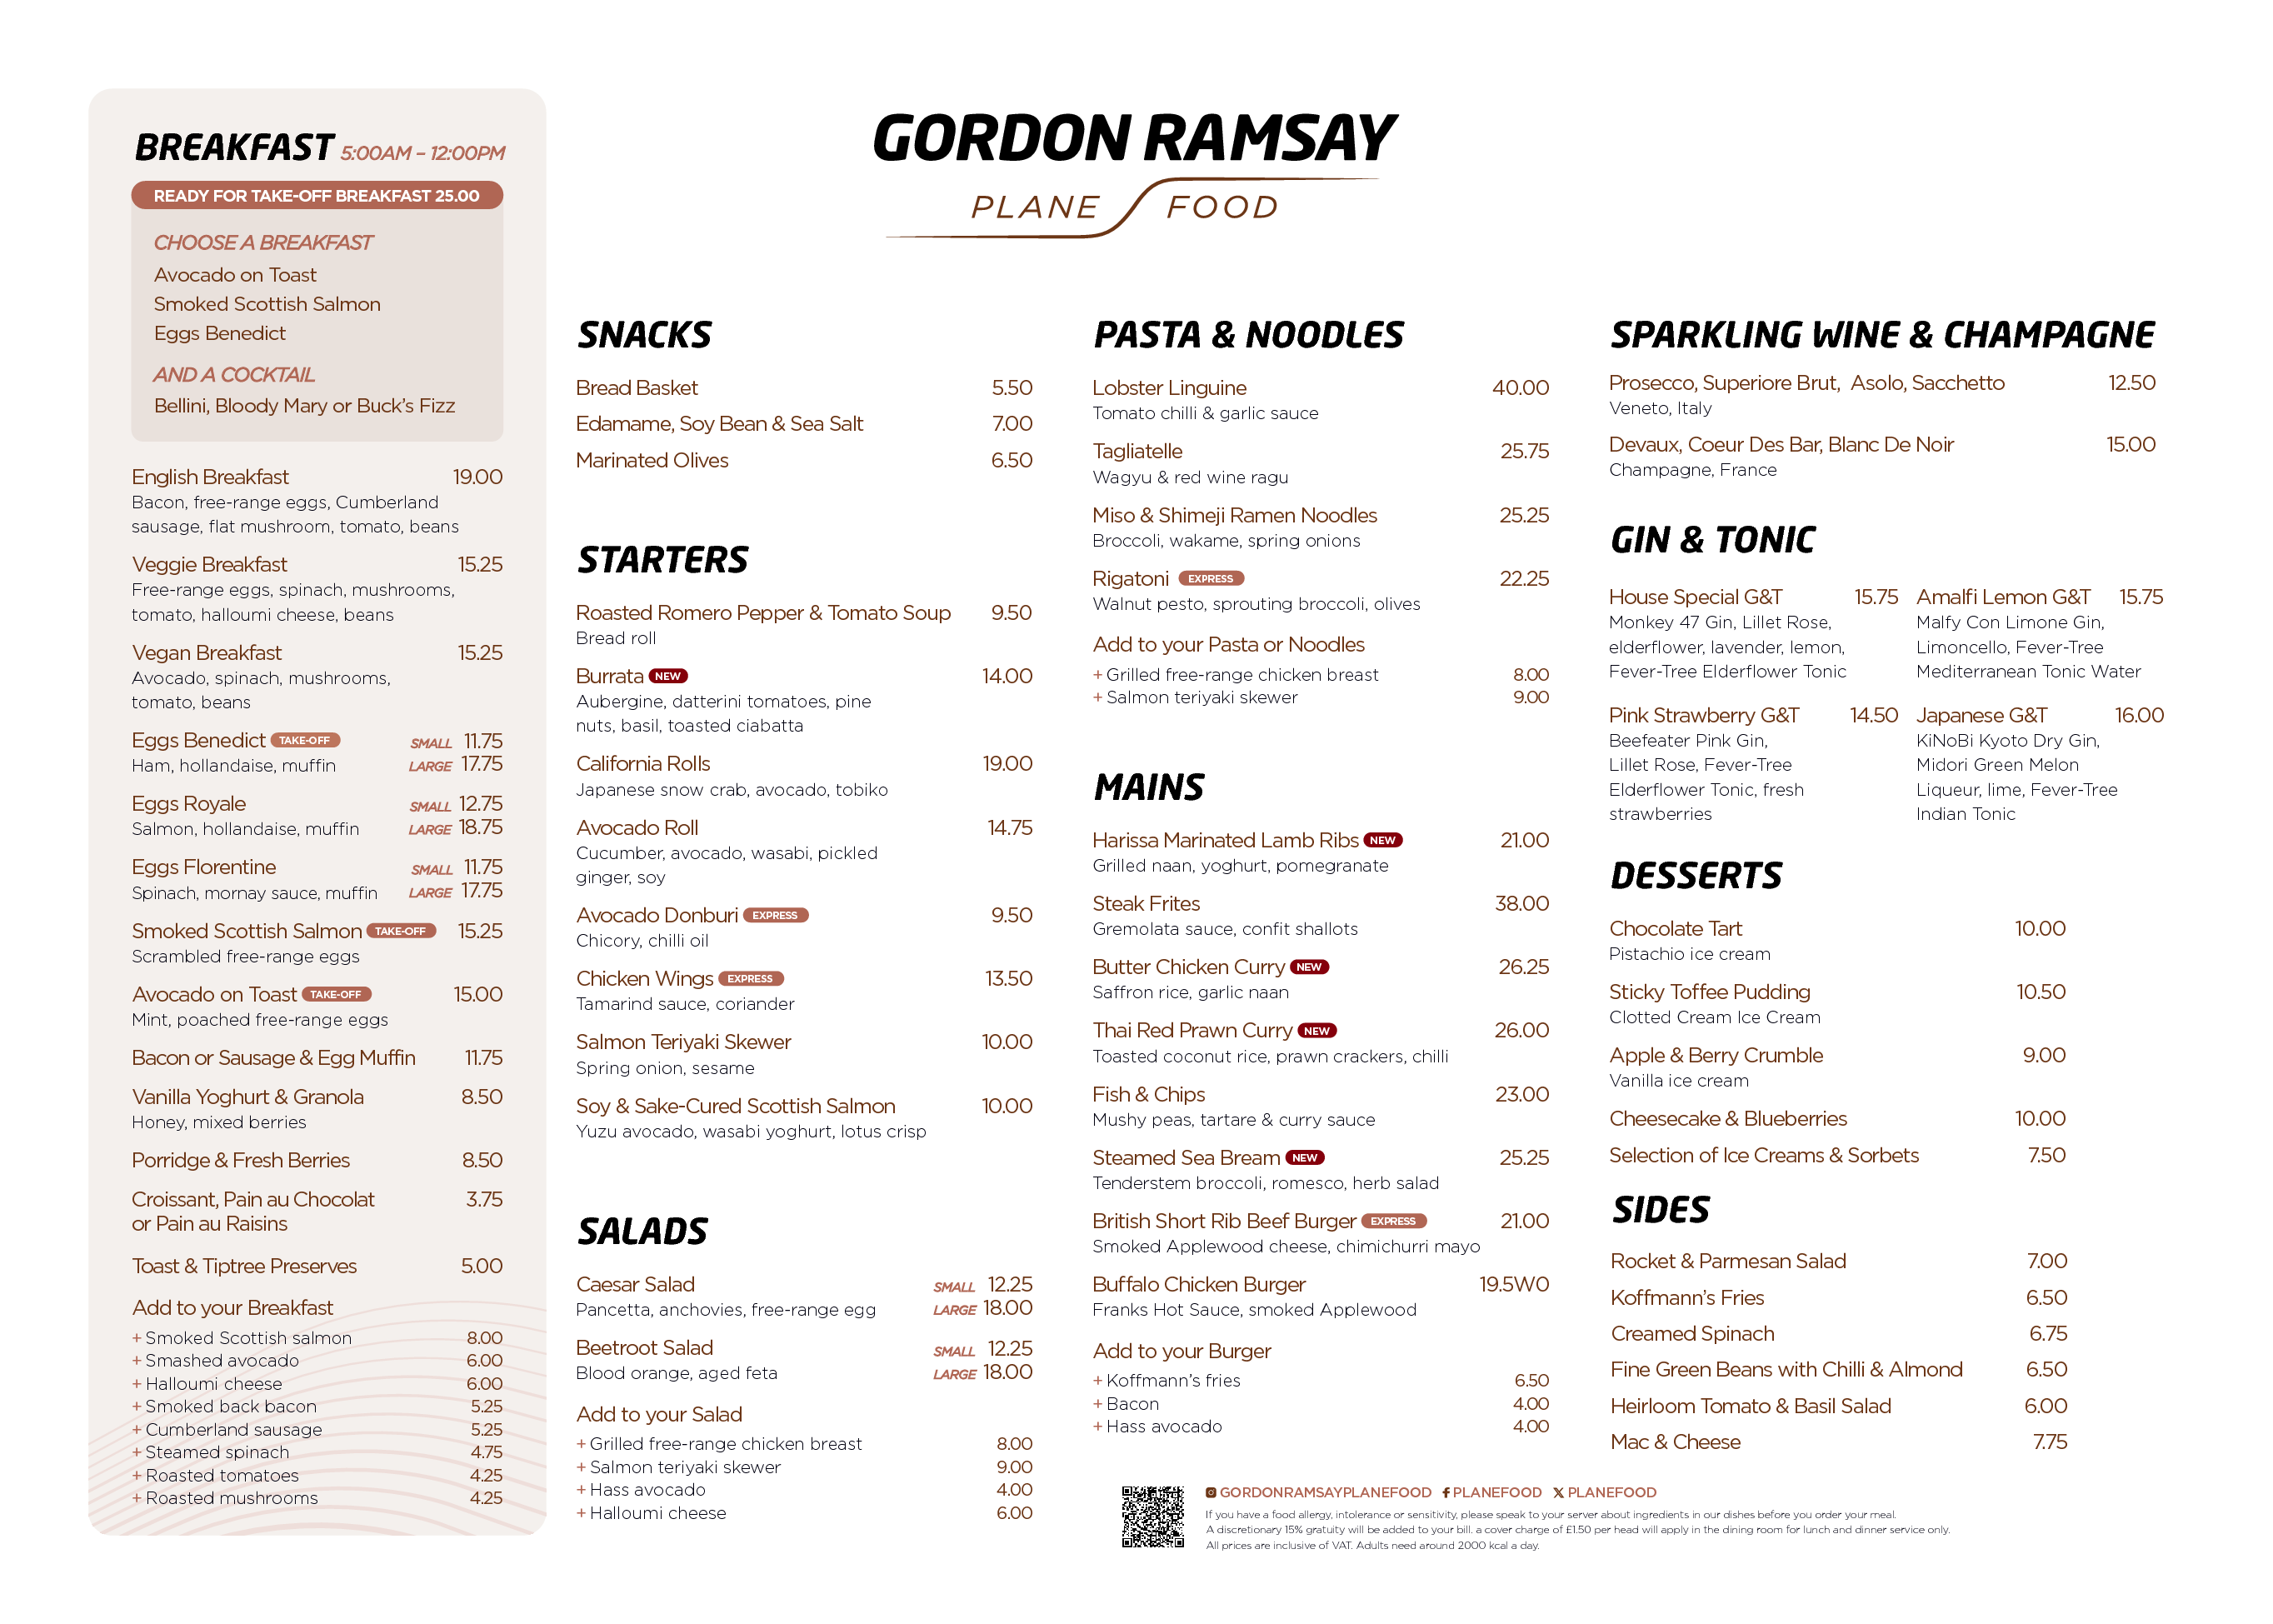 BREAKFAST 5:00AM – 12:00PM
READY FOR TAKE-OFF BREAKFAST 25.00
CHOOSE A BREAKFAST
Avocado on Toast
Smoked Scottish Salmon
Eggs Benedict
AND A COCKTAIL
Bellini, Bloody Mary or Buck's Fizz
English Breakfast 19.00
Bacon, free-range eggs, Cumberland
sausage, flat mushroom, tomato, beans
Veggie Breakfast 15.25
Free-range eggs, spinach, mushrooms,
tomato, halloumi cheese, beans
Vegan Breakfast 15.25
Avocado, spinach, mushrooms,
tomato, beans
Eggs Benedict TAKE-OFF SMALL 11.75
Ham, hollandaise, muffin LARGE 17.75
Eggs Royale SMALL 12.75
Salmon, hollandaise, muffin LARGE 18.75
Eggs Florentine SMALL 11.75
Spinach, mornay sauce, muffin LARGE 17.75
Smoked Scottish Salmon TAKE-OFF 15.25
Scrambled free-range eggs
Avocado on Toast TAKE-OFF 15.00
Mint, poached free-range eggs
Bacon or Sausage & Egg Muffin 11.75
Vanilla Yoghurt & Granola 8.50
Honey, mixed berries
Porridge & Fresh Berries 8.50
Croissant, Pain au Chocolat 3.75
or Pain au Raisins
Toast & Tiptree Preserves 5.00
Add to your Breakfast
+ Smoked Scottish salmon 8.00
+ Smashed avocado 6.00
+ Halloumi cheese 6.00
+ Smoked back bacon 5.25
+ Cumberland sausage 5.25
+ Steamed spinach 4.75
+ Roasted tomatoes 4.25
+ Roasted mushrooms 4.25
GORDON RAMSAY
PLANE FOOD
SNACKS
Bread Basket 5.50
Edamame, Soy Bean & Sea Salt 7.00
Marinated Olives 6.50
STARTERS
Roasted Romero Pepper & Tomato Soup 9.50
Bread roll
Burrata NEW 14.00
Aubergine, datterini tomatoes, pine
nuts, basil, toasted ciabatta
California Rolls 19.00
Japanese snow crab, avocado, tobiko
Avocado Roll 14.75
Cucumber, avocado, wasabi, pickled
ginger, soy
Avocado Donburi EXPRESS 9.50
Chicory, chilli oil
Chicken Wings EXPRESS 13.50
Tamarind sauce, coriander
Salmon Teriyaki Skewer 10.00
Spring onion, sesame
Soy & Sake-Cured Scottish Salmon 10.00
Yuzu avocado, wasabi yoghurt, lotus crisp
SALADS
Caesar Salad SMALL 12.25
Pancetta, anchovies, free-range egg LARGE 18.00
Beetroot Salad SMALL 12.25
Blood orange, aged feta LARGE 18.00
Add to your Salad
+ Grilled free-range chicken breast 8.00
+ Salmon teriyaki skewer 9.00
+ Hass avocado 4.00
+ Halloumi cheese 6.00
PASTA & NOODLES
Lobster Linguine 40.00
Tomato chilli & garlic sauce
Tagliatelle 25.75
Wagyu & red wine ragu
Miso & Shimeji Ramen Noodles 25.25
Broccoli, wakame, spring onions
Rigatoni EXPRESS 22.25
Walnut pesto, sprouting broccoli, olives
Add to your Pasta or Noodles
+ Grilled free-range chicken breast 8.00
+ Salmon teriyaki skewer 9.00
MAINS
Harissa Marinated Lamb Ribs NEW 21.00
Grilled naan, yoghurt, pomegranate
Steak Frites 38.00
Gremolata sauce, confit shallots
Butter Chicken Curry NEW 26.25
Saffron rice, garlic naan
Thai Red Prawn Curry NEW 26.00
Toasted coconut rice, prawn crackers, chilli
Fish & Chips 23.00
Mushy peas, tartare & curry sauce
Steamed Sea Bream NEW 25.25
Tenderstem broccoli, romesco, herb salad
British Short Rib Beef Burger EXPRESS 21.00
Smoked Applewood cheese, chimichurri mayo
Buffalo Chicken Burger 19.5W0
Franks Hot Sauce, smoked Applewood
Add to your Burger
+ Koffmann's fries 6.50
+ Bacon 4.00
+ Hass avocado 4.00
SPARKLING WINE & CHAMPAGNE
Prosecco, Superiore Brut, Asolo, Sacchetto 12.50
Veneto, Italy
Devaux, Coeur Des Bar, Blanc De Noir 15.00
Champagne, France
GIN & TONIC
House Special G&T 15.75
Monkey 47 Gin, Lillet Rose,
elderflower, lavender, lemon,
Fever-Tree Elderflower Tonic
Amalfi Lemon G&T 15.75
Malfy Con Limone Gin,
Limoncello, Fever-Tree
Mediterranean Tonic Water
Pink Strawberry G&T 14.50
Beefeater Pink Gin,
Lillet Rose, Fever-Tree
Elderflower Tonic, fresh
strawberries
Japanese G&T 16.00
KiNoBi Kyoto Dry Gin,
Midori Green Melon
Liqueur, lime, Fever-Tree
Indian Tonic
DESSERTS
Chocolate Tart 10.00
Pistachio ice cream
Sticky Toffee Pudding 10.50
Clotted Cream Ice Cream
Apple & Berry Crumble 9.00
Vanilla ice cream
Cheesecake & Blueberries 10.00
Selection of Ice Creams & Sorbets 7.50
SIDES
Rocket & Parmesan Salad 7.00
Koffmann's Fries 6.50
Creamed Spinach 6.75
Fine Green Beans with Chilli & Almond 6.50
Heirloom Tomato & Basil Salad 6.00
Mac & Cheese 7.75
GORDONRAMSAYPLANEFOOD PLANEFOOD PLANEFOOD
If you have a food allergy, intolerance or sensitivity, please speak to your server about ingredients in our dishes before you order your meal.
A discretionary 15% gratuity will be added to your bill. a cover charge of £1.50 per head will apply in the dining room for lunch and dinner service only.
All prices are inclusive of VAT. Adults need around 2000 kcal a day.